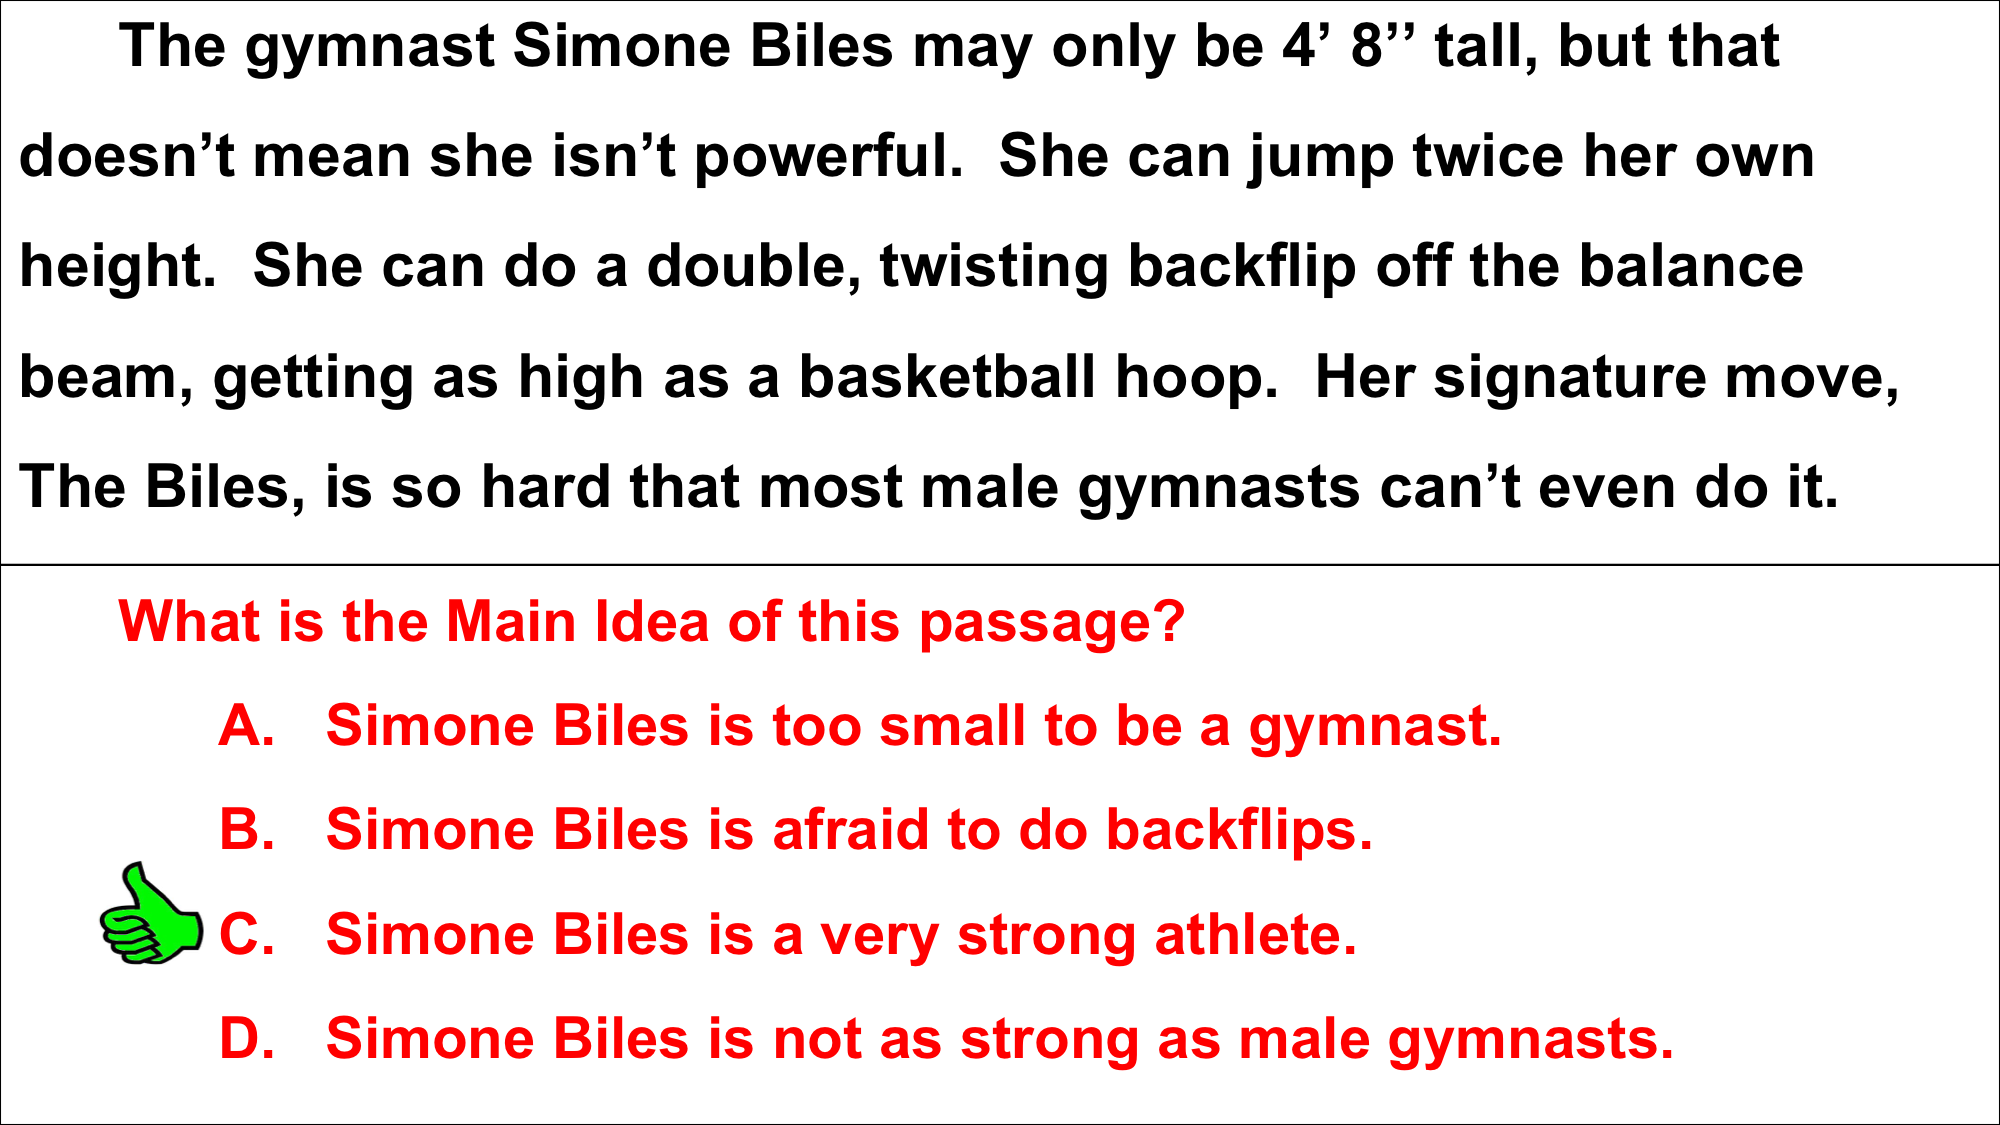 The gymnast Simone Biles may only be 4’ 8’’ tall, but that
doesn’t mean she isn’t powerful.  She can jump twice her own
height.  She can do a double, twisting backflip off the balance
beam, getting as high as a basketball hoop.  Her signature move,
The Biles, is so hard that most male gymnasts can’t even do it.
What is the Main Idea of this passage?
A. Simone Biles is too small to be a gymnast.
B. Simone Biles is afraid to do backflips.
C. Simone Biles is a very strong athlete.
D. Simone Biles is not as strong as male gymnasts.